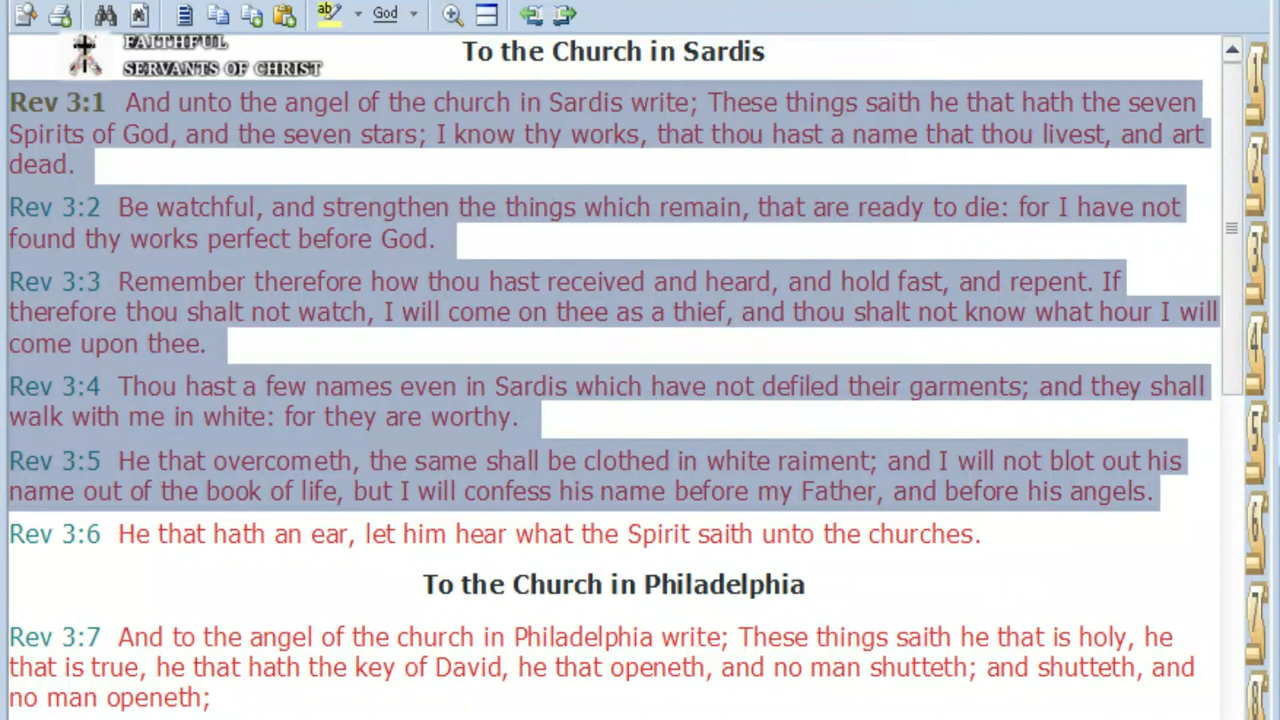 ab
God
FAITHFUL
SERVANTS OF CHRIST
To the Church in Sardis
Rev 3:1 And unto the angel of the church in Sardis write; These things saith he that hath the seven
Spirits of God, and the seven stars; I know thy works, that thou hast a name that thou livest, and art
dead.
Rev 3:2 Be watchful, and strengthen the things which remain, that are ready to die: for I have not
found thy works perfect before God.
Rev 3:3 Remember therefore how thou hast received and heard, and hold fast, and repent. If
therefore thou shalt not watch, I will come on thee as a thief, and thou shalt not know what hour I will
come upon thee.
Rev 3:4 Thou hast a few names even in Sardis which have not defiled their garments; and they shall
walk with me in white: for they are worthy.
Rev 3:5 He that overcometh, the same shall be clothed in white raiment; and I will not blot out his
name out of the book of life, but I will confess his name before my Father, and before his angels.
Rev 3:6 He that hath an ear, let him hear what the Spirit saith unto the churches.
To the Church in Philadelphia
Rev 3:7 And to the angel of the church in Philadelphia write; These things saith he that is holy, he
that is true, he that hath the key of David, he that openeth, and no man shutteth; and shutteth, and
no man openeth;
1
2
3
4
5
6
7
8